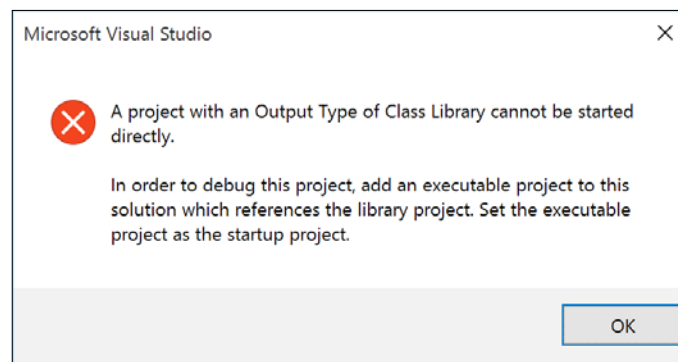 Microsoft Visual Studio
A project with an Output Type of Class Library cannot be started
directly.
In order to debug this project, add an executable project to this
solution which references the library project. Set the executable
project as the startup project.
OK